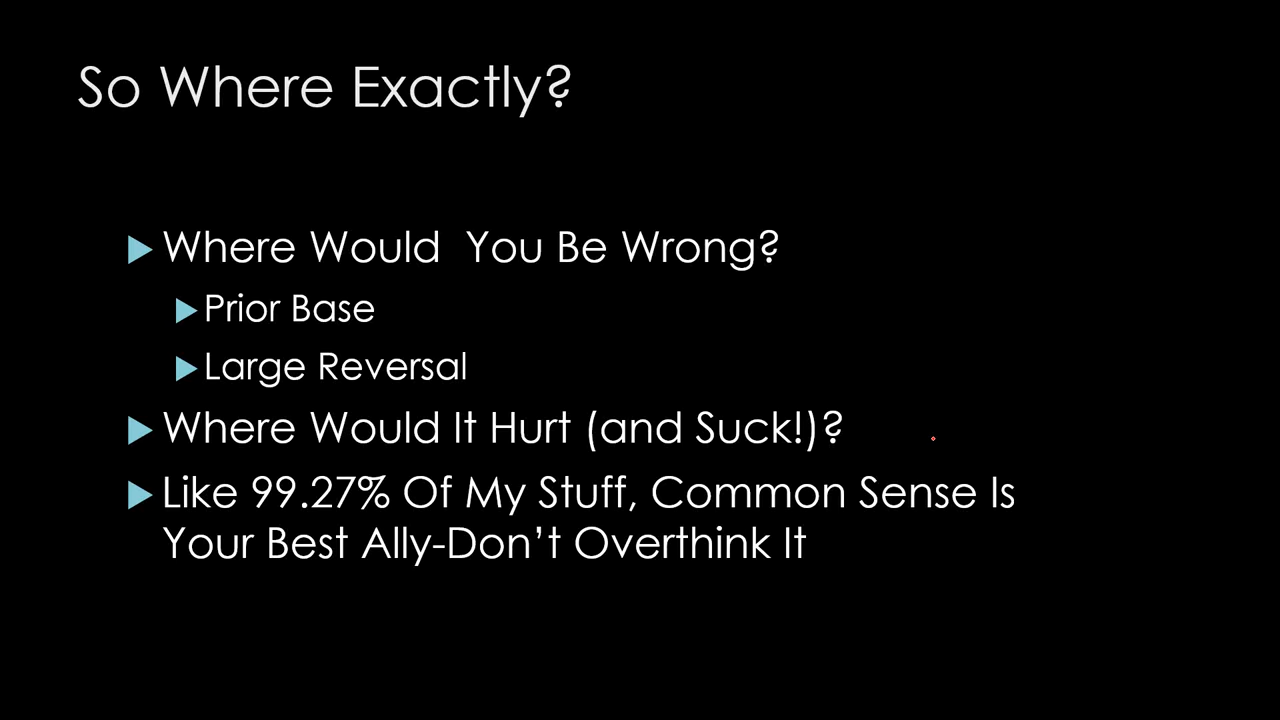 So Where Exactly?
Where Would  You Be Wrong?
Prior Base
Large Reversal
Where Would It Hurt (and Suck!)?
Like 99.27% Of My Stuff, Common Sense Is
Your Best Ally-Don’t Overthink It